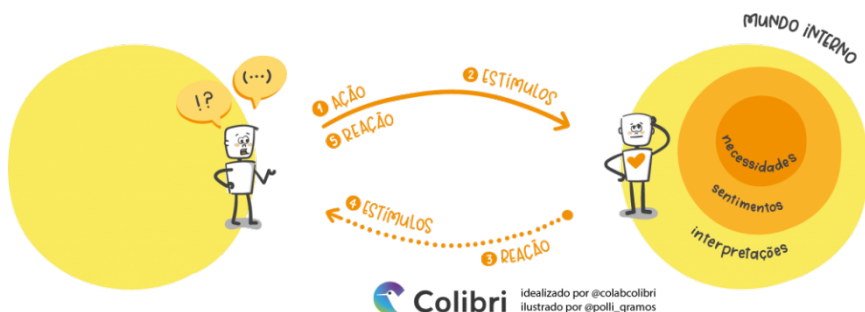 MUNDO iNTERNO
(...)
!?
1 AÇÃO
2 ESTÍMULOS
5 REAÇÃO
necessidades
sentimentos
interpretações
4 ESTÍMULOS
3 REAÇÃO
Colibri
idealizado por @colabcolibri
ilustrado por @polli_gramos